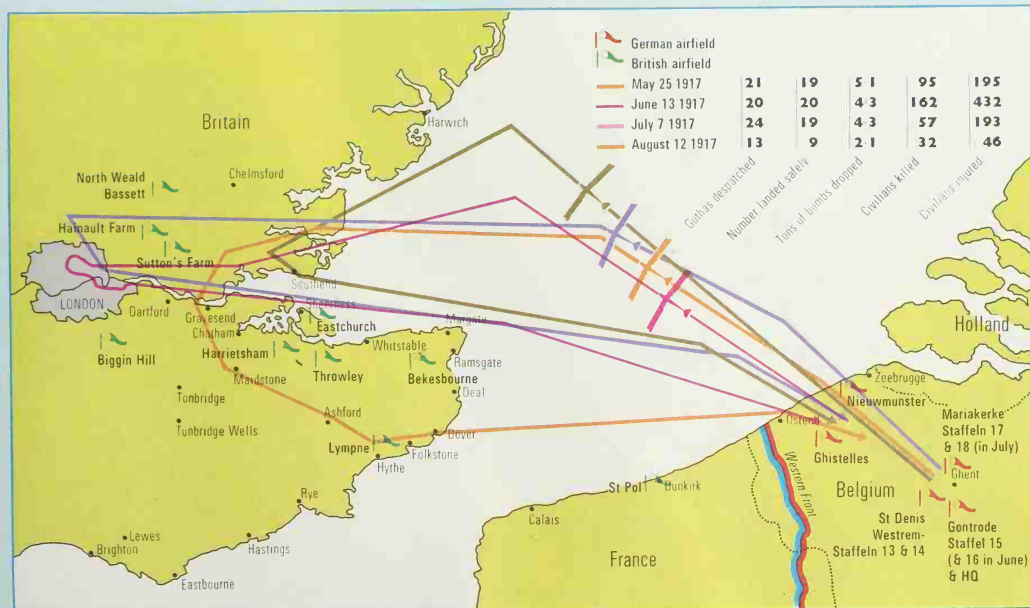 German airfield
British airfield
May 25 1917 21 19 5·1 95 195
June 13 1917 20 20 4·3 162 432
July 7 1917 24 19 4·3 57 193
August 12 1917 13 9 2·1 32 46
Gothas despatched
Number landed safely
Tons of bombs dropped
Civilians killed
Civilians injured
Britain
Harwich
North Weald
Bassett
Chelmsford
Hainault Farm
Sutton's Farm
Southend
LONDON
Dartford
Gravesend
Chatham
Sheerness
Eastchurch
Margate
Whitstable
Ramsgate
Biggin Hill
Harrietsham
Throwley
Bekesbourne
Deal
Maidstone
Tonbridge
Tunbridge Wells
Ashford
Lympne
Dover
Folkstone
Hythe
Rye
Lewes
Hastings
Brighton
Eastbourne
Holland
Zeebrugge
Nieuwmunster
Ostend
Ghistelles
Mariakerke
Staffeln 17
& 18 (in July)
Ghent
Western Front
Belgium
St Denis
Westrem-
Staffeln 13 & 14
Gontrode
Staffel 15
(& 16 in June)
& HQ
St Pol
Dunkirk
Calais
France